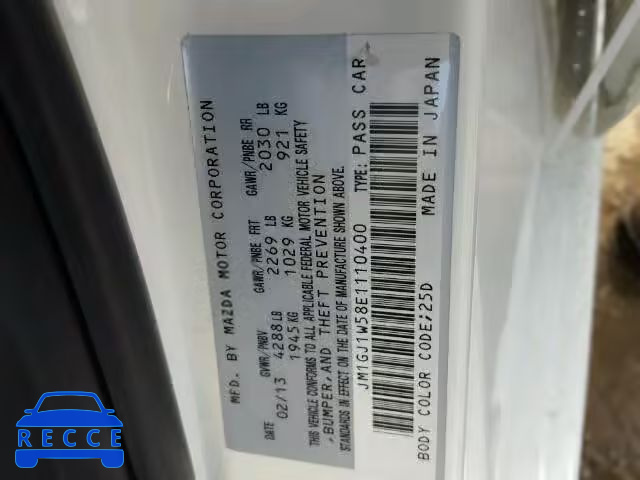 MFD. BY MAZDA MOTOR CORPORATION
DATE GVWR/PNBV GAWR/PNBE FRT GAWR/PNBE RR
02/13 4288 LB 2269 LB 2030 LB
1945 KG 1029 KG 921 KG
THIS VEHICLE CONFORMS TO ALL APPLICABLE FEDERAL MOTOR VEHICLE SAFETY
,BUMPER,AND THEFT PREVENTION
STANDARDS IN EFFECT ON THE DATE OF MANUFACTURE SHOWN ABOVE.
JM1GJ1W58E1110400 TYPE: PASS CAR
BODY COLOR CODE;25D MADE IN JAPAN
RECCE